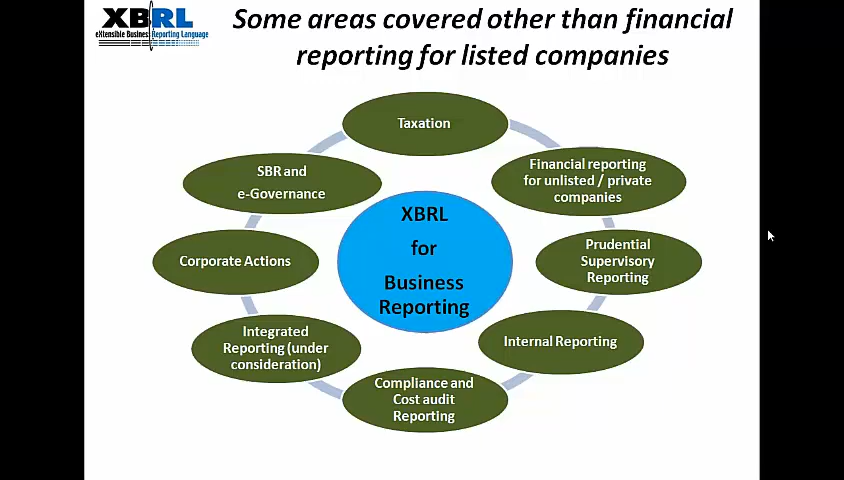 XBRL
eXtensible Business Reporting Language
Some areas covered other than financial
reporting for listed companies
Taxation
Financial reporting
for unlisted / private
companies
Prudential
Supervisory
Reporting
Internal Reporting
Compliance and
Cost audit
Reporting
Integrated
Reporting (under
consideration)
Corporate Actions
SBR and
e-Governance
XBRL
for
Business
Reporting